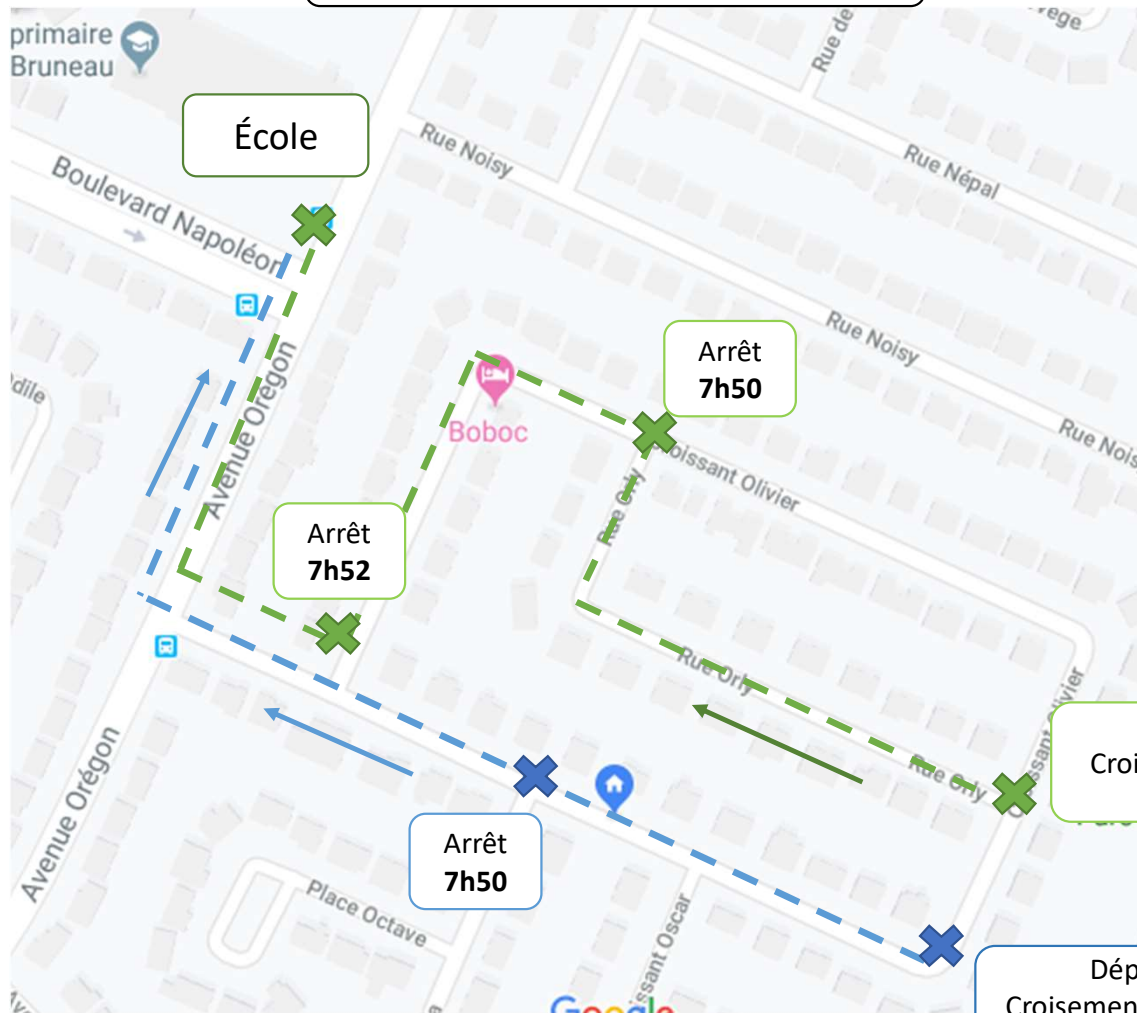 primaire
Bruneau
École
Boulevard Napoléon
Rue Noisy
Rue de
Rue Népal
Rue Noisy
Rue Nois
Avenue Orégon
Boboc
Arrêt
7h50
Croissant Olivier
Rue Orly
Arrêt
7h52
Rue Orly
Rue Orly
Croi
Arrêt
7h50
Avenue Orégon
Place Octave
issant Oscar
Google
Dép
Croisemen